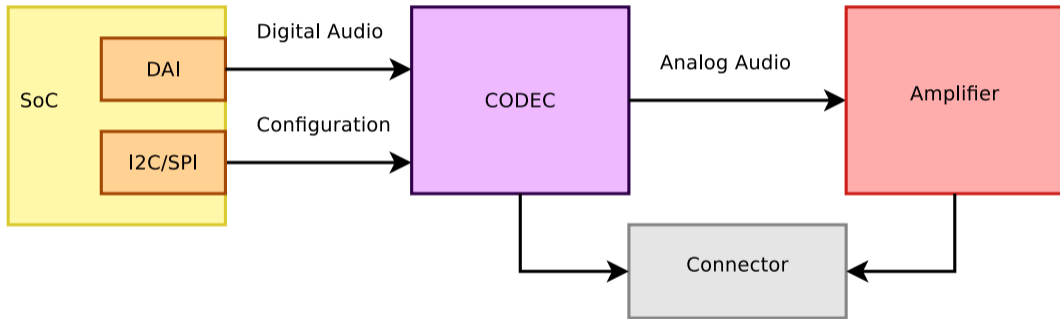 Digital Audio
DAI
SoC
Configuration
I2C/SPI
CODEC
Analog Audio
Amplifier
Connector